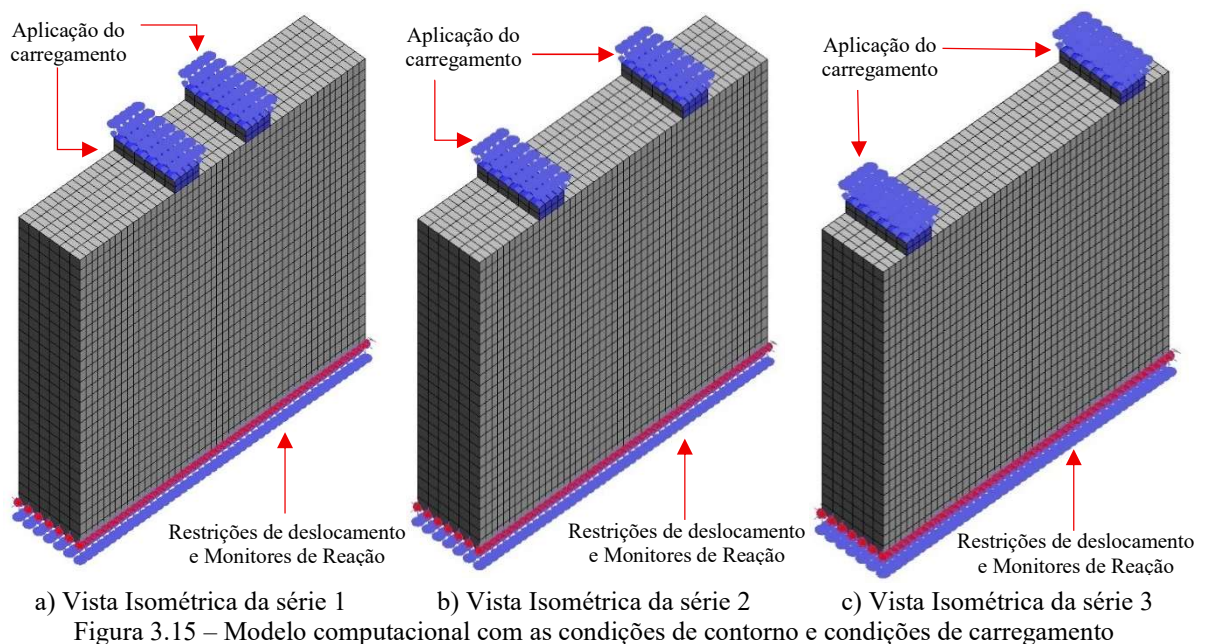 Aplicação do
carregamento
Restrições de deslocamento
e Monitores de Reação
a) Vista Isométrica da série 1
Aplicação do
carregamento
Restrições de deslocamento
e Monitores de Reação
b) Vista Isométrica da série 2
Aplicação do
carregamento
Restrições de deslocamento
e Monitores de Reação
c) Vista Isométrica da série 3
Figura 3.15 – Modelo computacional com as condições de contorno e condições de carregamento